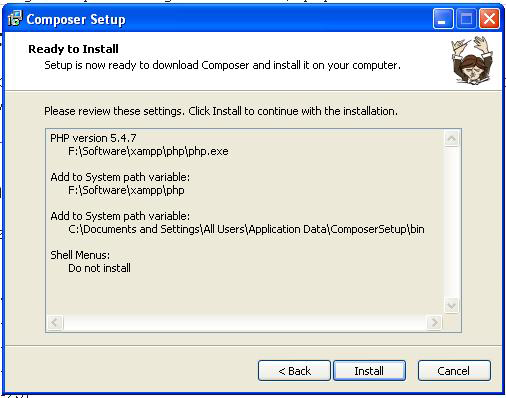 Composer Setup
Ready to Install
Setup is now ready to download Composer and install it on your computer.
Please review these settings. Click Install to continue with the installation.
PHP version 5.4.7
F:\Software\xampp\php\php.exe
Add to System path variable:
F:\Software\xampp\php
Add to System path variable:
C:\Documents and Settings\All Users\Application Data\ComposerSetup\bin
Shell Menus:
Do not install
< Back
Install
Cancel